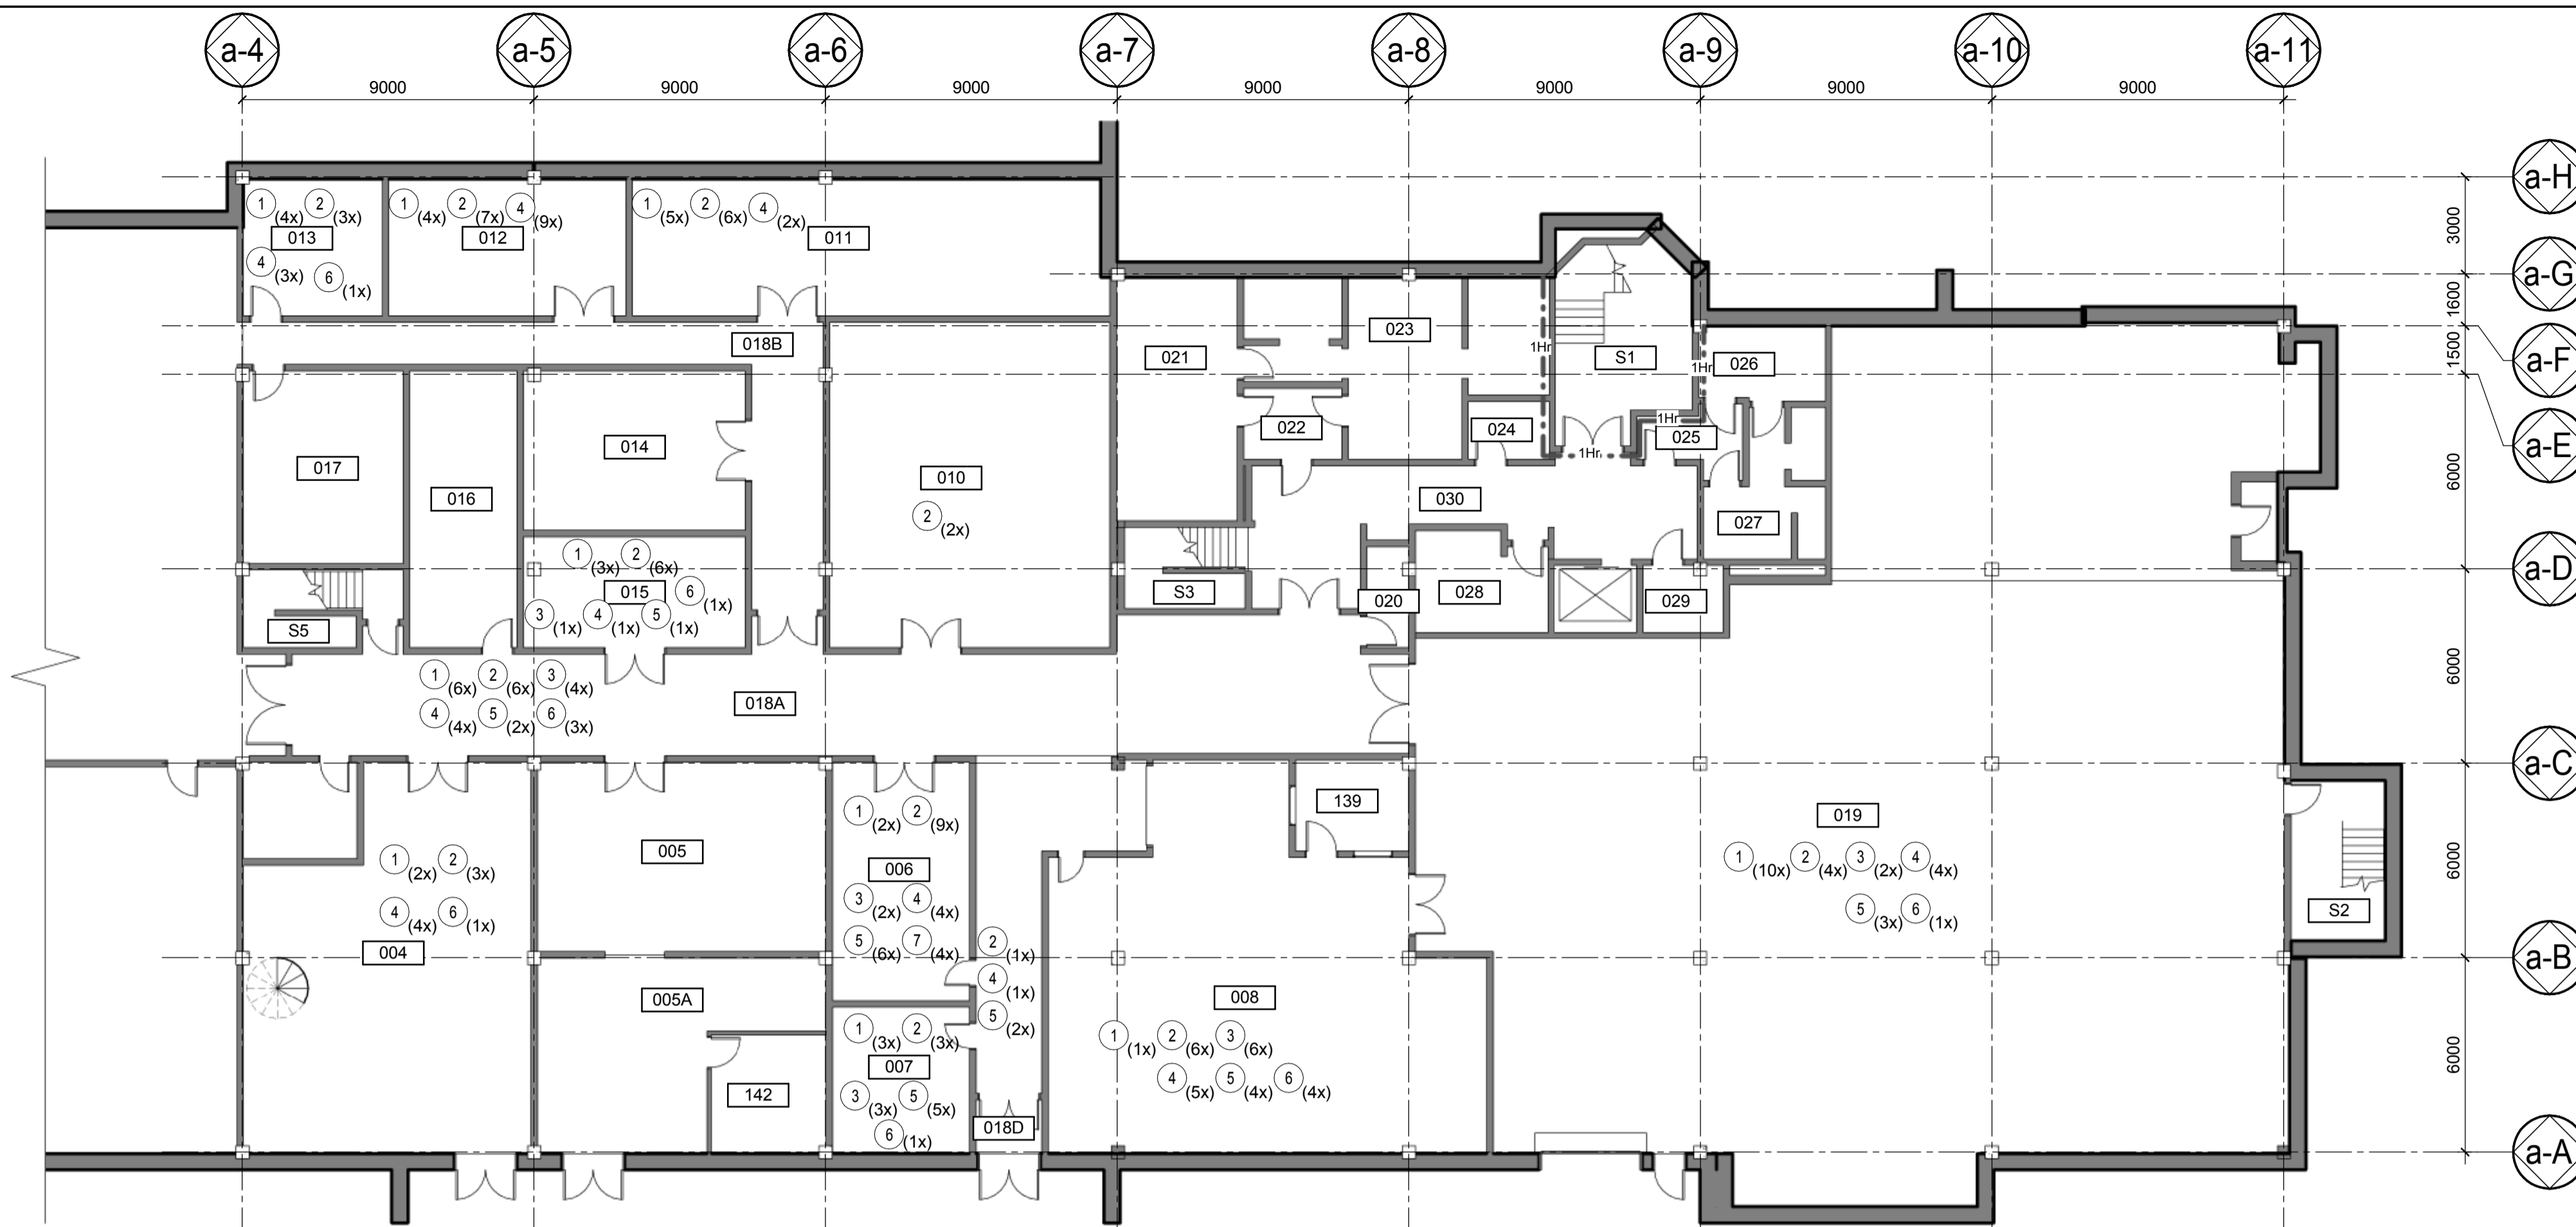 a-4 a-5 a-6 a-7 a-8 a-9 a-10 a-11
9000 9000 9000 9000 9000 9000 9000
a-H
3000
a-G
1600
a-F
1500
a-E
6000
a-D
6000
a-C
6000
a-B
6000
a-A
1 (4x) 2 (3x)
013
4 (3x) 6 (1x)
1 (4x) 2 (7x) 4 (9x)
012
1 (5x) 2 (6x) 4 (2x)
011
018B
017
016
014
010
2 (2x)
1 (3x) 2 (6x)
015 6 (1x)
3 (1x) 4 (1x) 5 (1x)
S5
021
022
023
024
1Hr
S1
1Hr
1Hr
1Hr
025
026
027
030
S3
020
028
029
1 (6x) 2 (6x) 3 (4x)
4 (4x) 5 (2x) 6 (3x)
018A
1 (2x) 2 (3x)
4 (4x) 6 (1x)
004
005
005A
142
1 (2x) 2 (9x)
006
3 (2x) 4 (4x)
5 (6x) 7 (4x)
2 (1x)
4 (1x)
5 (2x)
1 (3x) 2 (3x)
007
3 (3x) 5 (5x)
6 (1x)
018D
139
008
1 (1x) 2 (6x) 3 (6x)
4 (5x) 5 (4x) 6 (4x)
019
1 (10x) 2 (4x) 3 (2x) 4 (4x)
5 (3x) 6 (1x)
S2